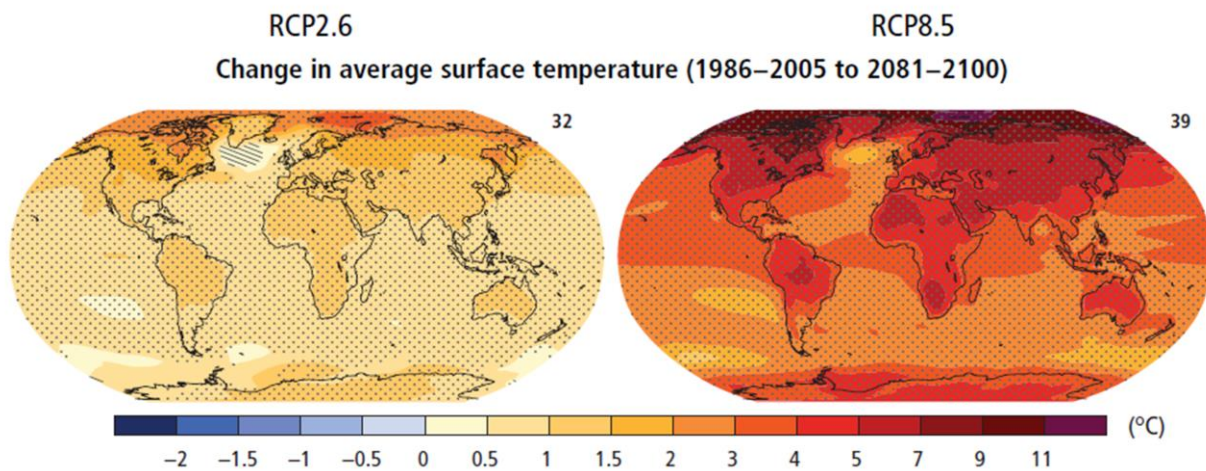 RCP2.6 RCP8.5
Change in average surface temperature (1986–2005 to 2081–2100)
32 39
(°C)
−2 −1.5 −1 −0.5 0 0.5 1 1.5 2 3 4 5 7 9 11